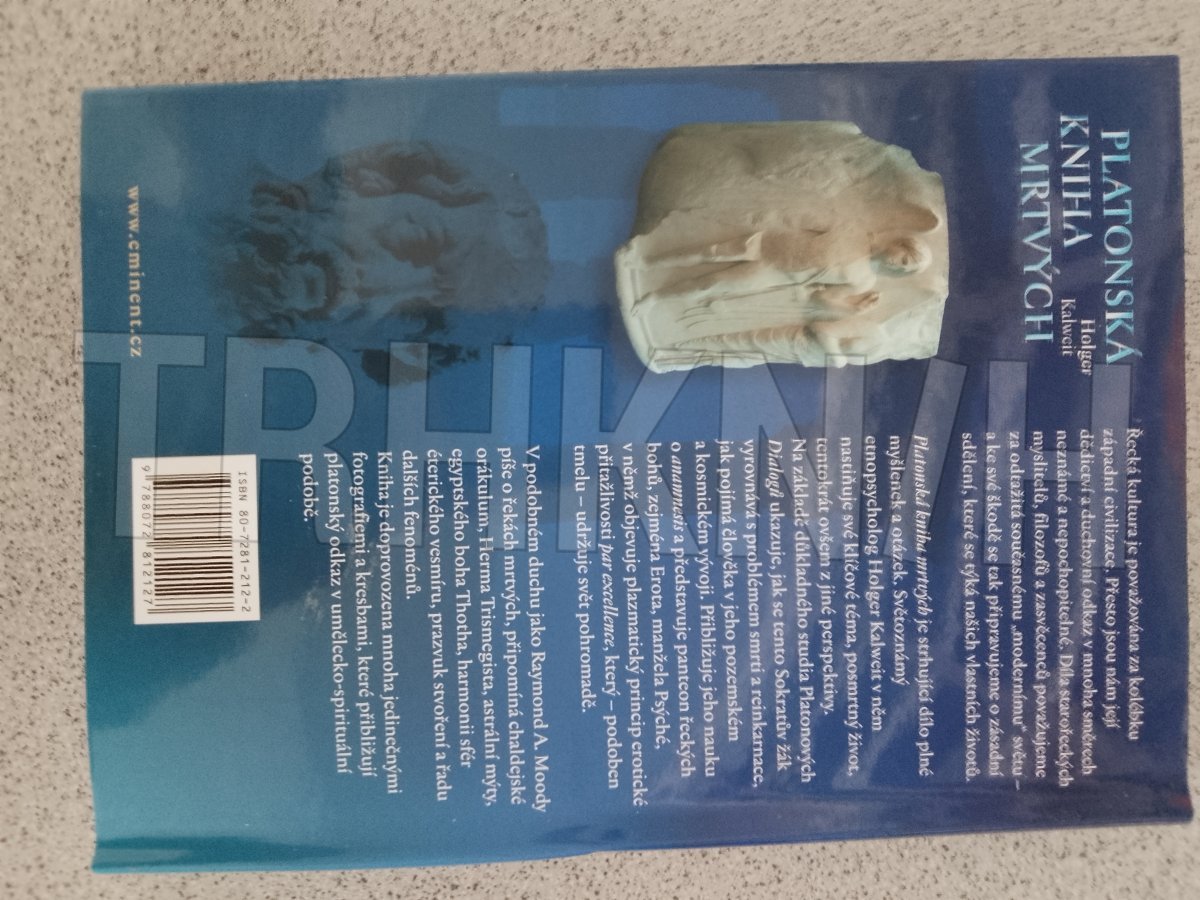 PLATONSKÁ
KNIHA
MRTVÝCH
Holger
Kalweit
Řecká kultura je považována za kolébku
západní civilizace. Přesto jsou nám její
dědictví a duchovní odkaz v mnoha směrech
neznámé a nepochopitelné. Díla starořeckých
myslitelů, filozofů a zasvěcenců považujeme
za odtažitá současnému „modernímu“ světu –
a ke své škodě se tak připravujeme o zásadní
sdělení, které se týká našich vlastních životů.
Platonská kniha mrtvých je strhující dílo plné
myšlenek a otázek. Světoznámý
etnopsycholog Holger Kalweit v něm
nastiňuje své klíčové téma, posmrtný život,
tentokrát ovšem z jiné perspektivy.
Na základě důkladného studia Platonových
Dialogů ukazuje, jak se tento Sokratův žák
vyrovnává s problémem smrti a reinkarnace,
jak pojímá člověka v jeho pozemském
a kosmickém vývoji. Přibližuje jeho nauku
o anamnesi a představuje panteon řeckých
bohů, zejména Erota, manžela Psýché,
v němž objevuje plazmatický princip erotické
přitažlivosti par excellence, který – podoben
tmelu – udržuje svět pohromadě.
V podobném duchu jako Raymond A. Moody
píše o řekách mrtvých, připomíná chaldejské
orákulum, Herma Trismegista, astrální mýty,
egyptského boha Thotha, harmonii sfér
éterického vesmíru, prazvuk stvoření a řadu
dalších fenoménů.
Kniha je doprovozena mnoha jedinečnými
fotografiemi a kresbami, které přibližují
platonský odkaz v umělecko-spirituální
podobě.
ISBN 80-7281-212-2
9 788072 812127
www.eminent.cz
TRHKNIH